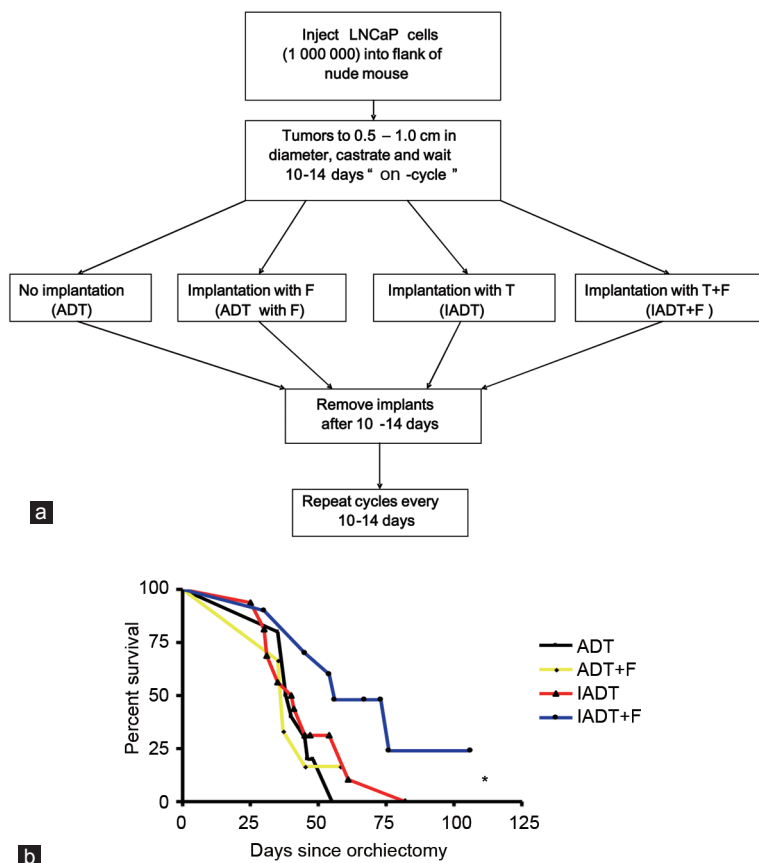 Inject LNCaP cells
(1 000 000) into flank of
nude mouse
Tumors to 0.5 – 1.0 cm in
diameter, castrate and wait
10-14 days “ on -cycle ”
No implantation
(ADT)
Implantation with F
(ADT with F)
Implantation with T
(IADT)
Implantation with T+F
(IADT+F )
Remove implants
after 10 -14 days
Repeat cycles every
10-14 days
a
100
75
50
25
0
Percent survival
0 25 50 75 100 125
Days since orchiectomy
ADT
ADT+F
IADT
IADT+F
*
b